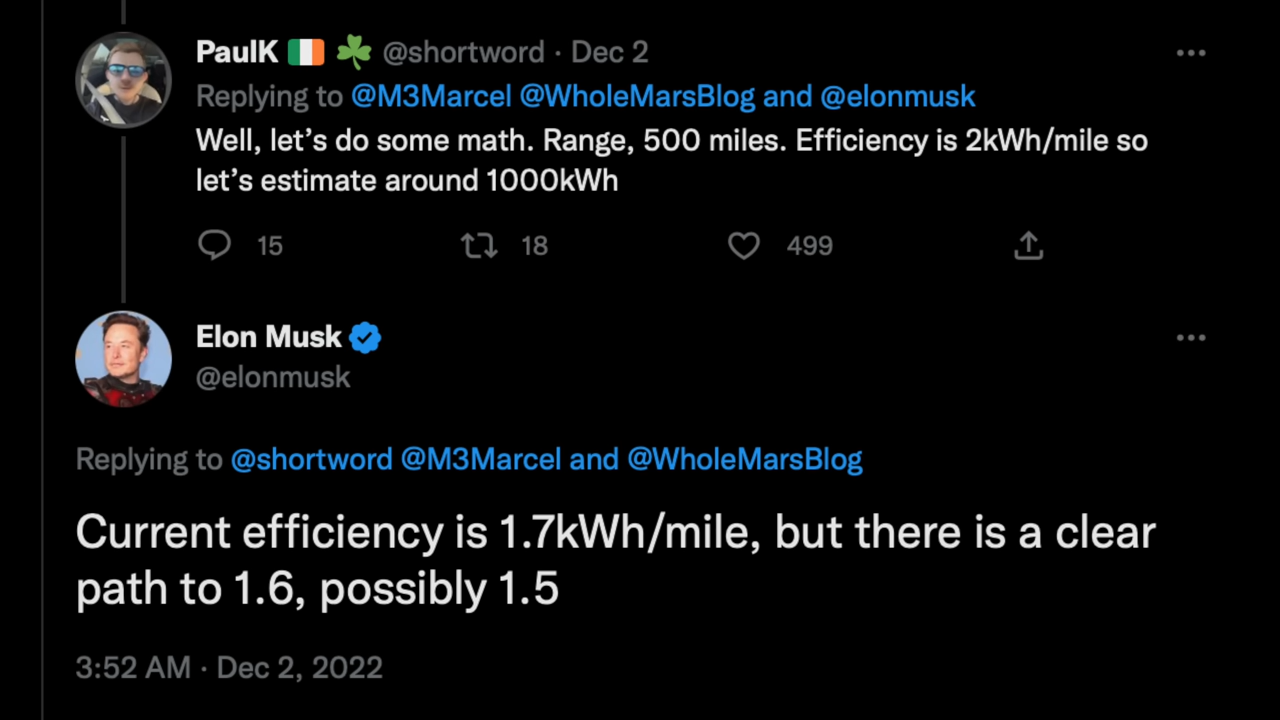 PaulK 🇮🇪 ☘️ @shortword · Dec 2
Replying to @M3Marcel @WholeMarsBlog and @elonmusk
Well, let’s do some math. Range, 500 miles. Efficiency is 2kWh/mile so
let’s estimate around 1000kWh
15 18 499
Elon Musk
@elonmusk
Replying to @shortword @M3Marcel and @WholeMarsBlog
Current efficiency is 1.7kWh/mile, but there is a clear
path to 1.6, possibly 1.5
3:52 AM · Dec 2, 2022